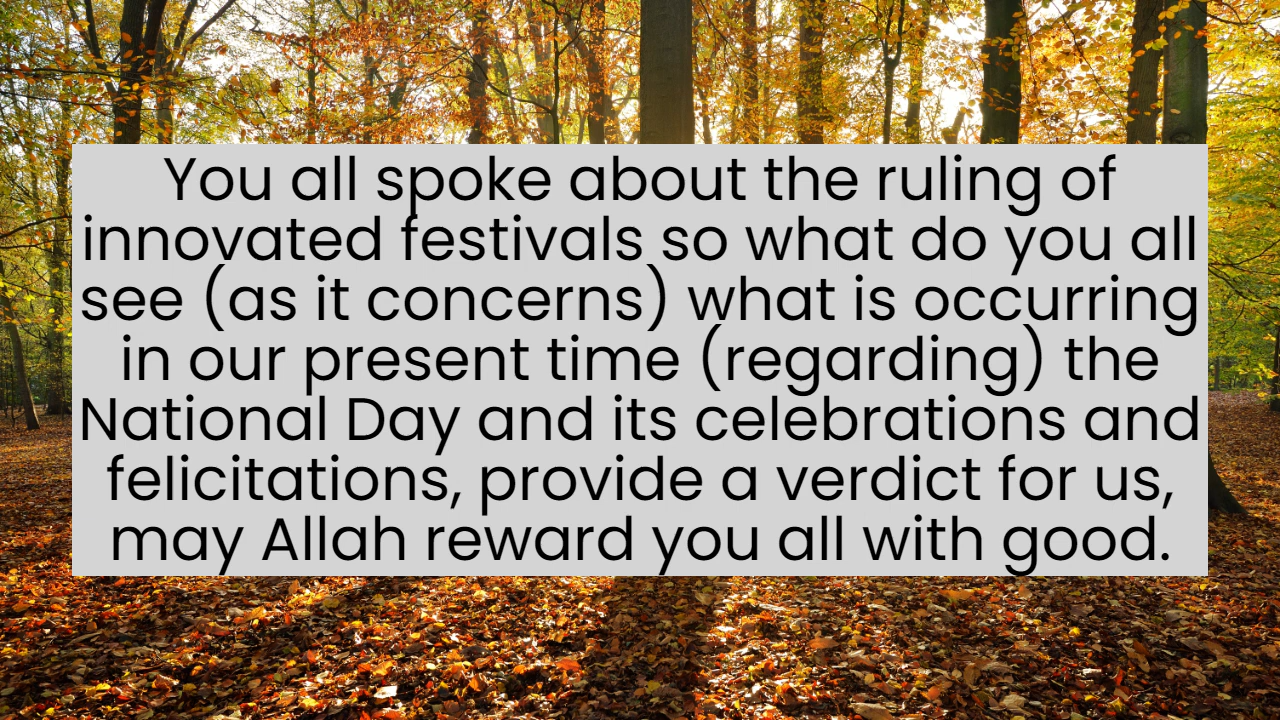 You all spoke about the ruling of
innovated festivals so what do you all
see (as it concerns) what is occurring
in our present time (regarding) the
National Day and its celebrations and
felicitations, provide a verdict for us,
may Allah reward you all with good.